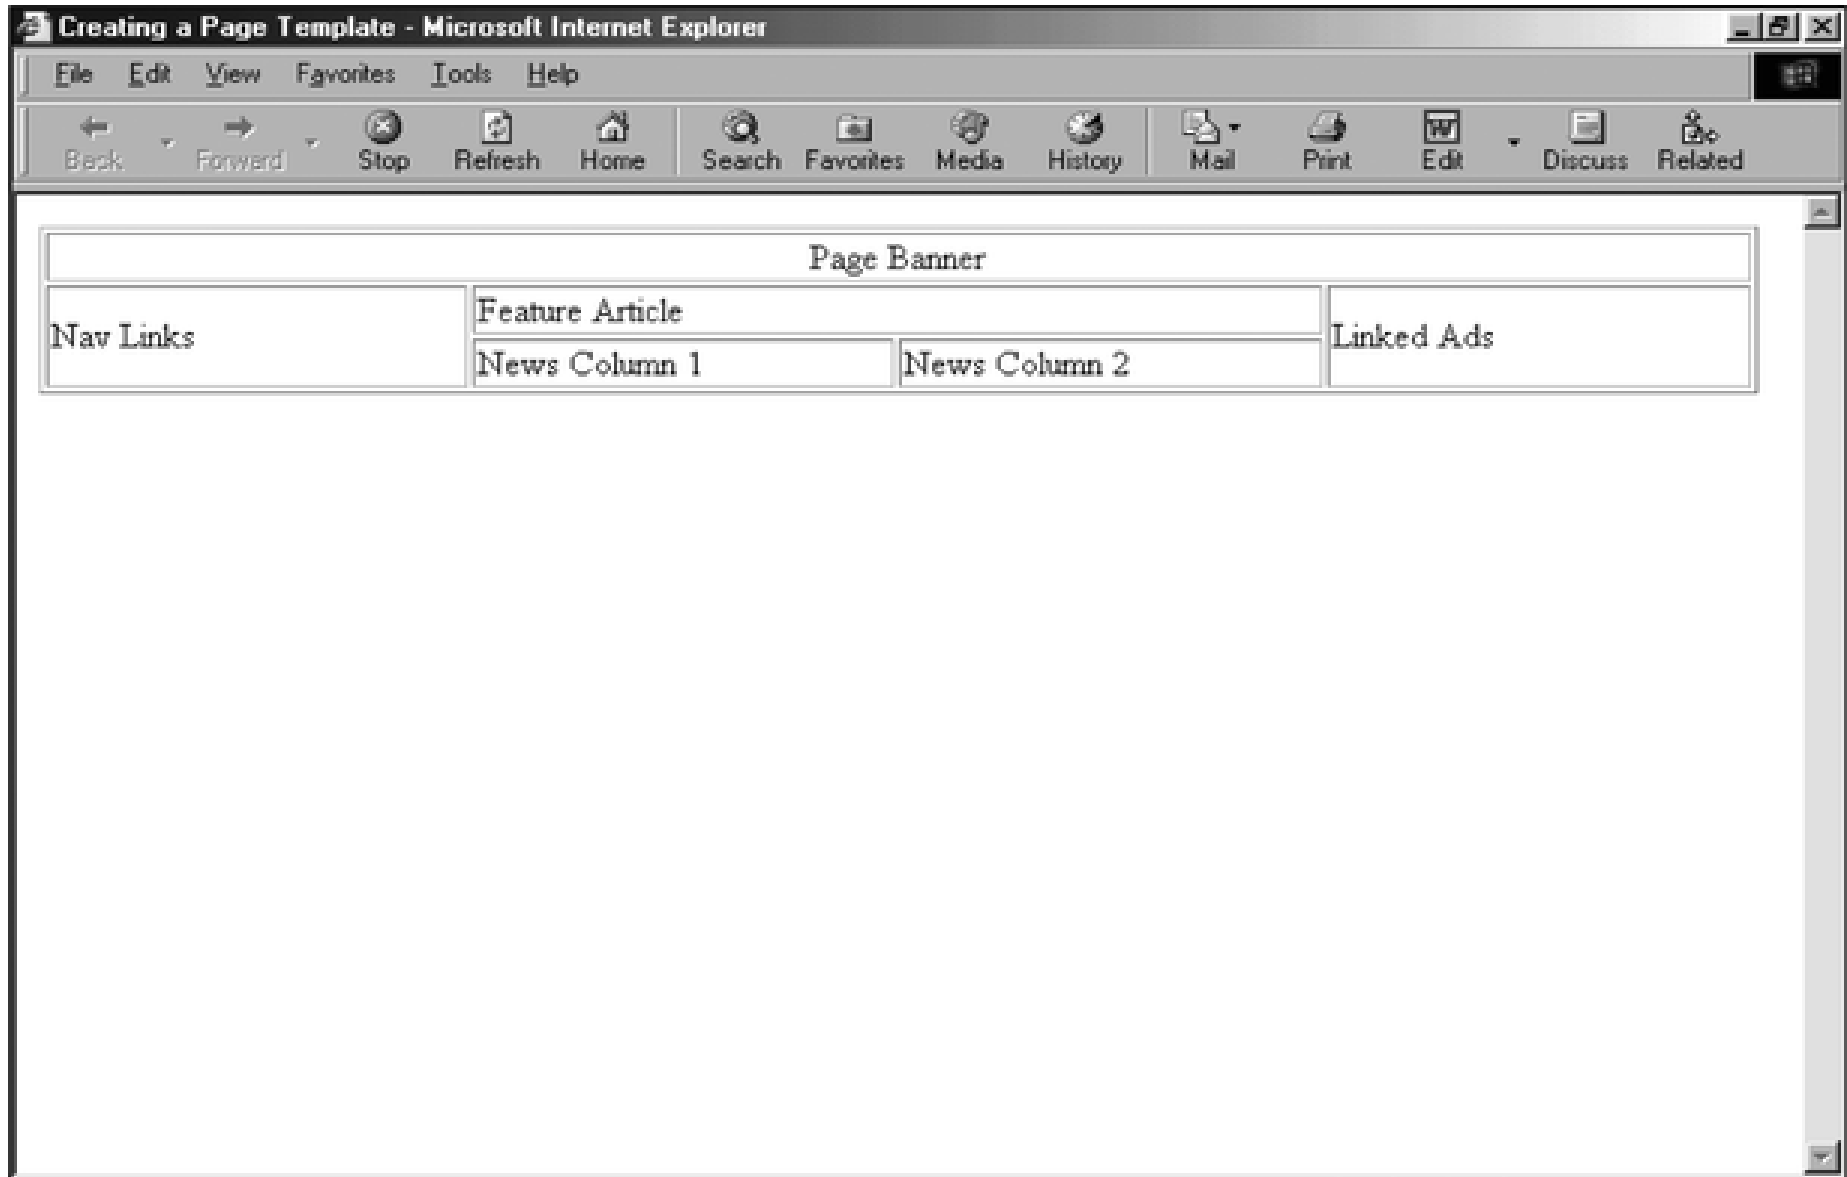 Creating a Page Template - Microsoft Internet Explorer
File Edit View Favorites Tools Help
Back Forward Stop Refresh Home Search Favorites Media History Mail Print Edit Discuss Related
Page Banner
Nav Links
Feature Article
News Column 1
News Column 2
Linked Ads